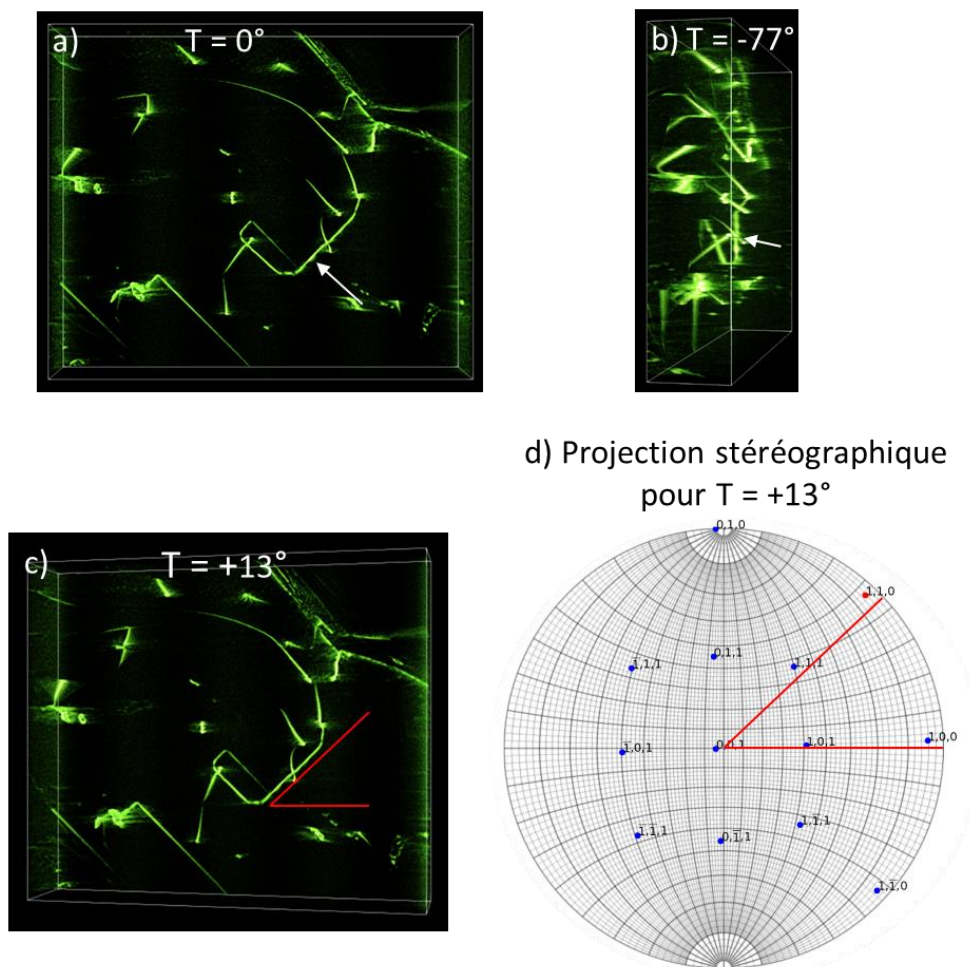 a)
T = 0°
b) T = -77°
d) Projection stéréographique
pour T = +13°
c)
T = +13°
0,1,0
1,1,0
0,1,1
1̄,1,1
1,1,1
1,0,0
1̄,0,1
0,0,1
1,0,1
1̄,1̄,1
0,1̄,1
1,1̄,1
1,1̄,0